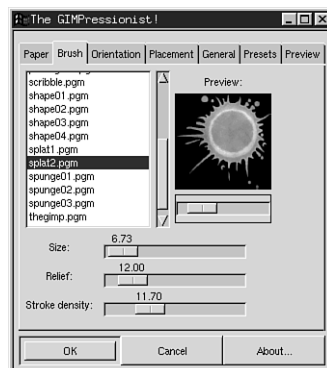 The GIMPressionist!
Paper Brush Orientation Placement General Presets Preview
scribble.pgm
shape01.pgm
shape02.pgm
shape03.pgm
shape04.pgm
splat1.pgm
splat2.pgm
spunge01.pgm
spunge02.pgm
spunge03.pgm
thegimp.pgm
Preview:
Size: 6.73
Relief: 12.00
Stroke density: 11.70
OK Cancel About...